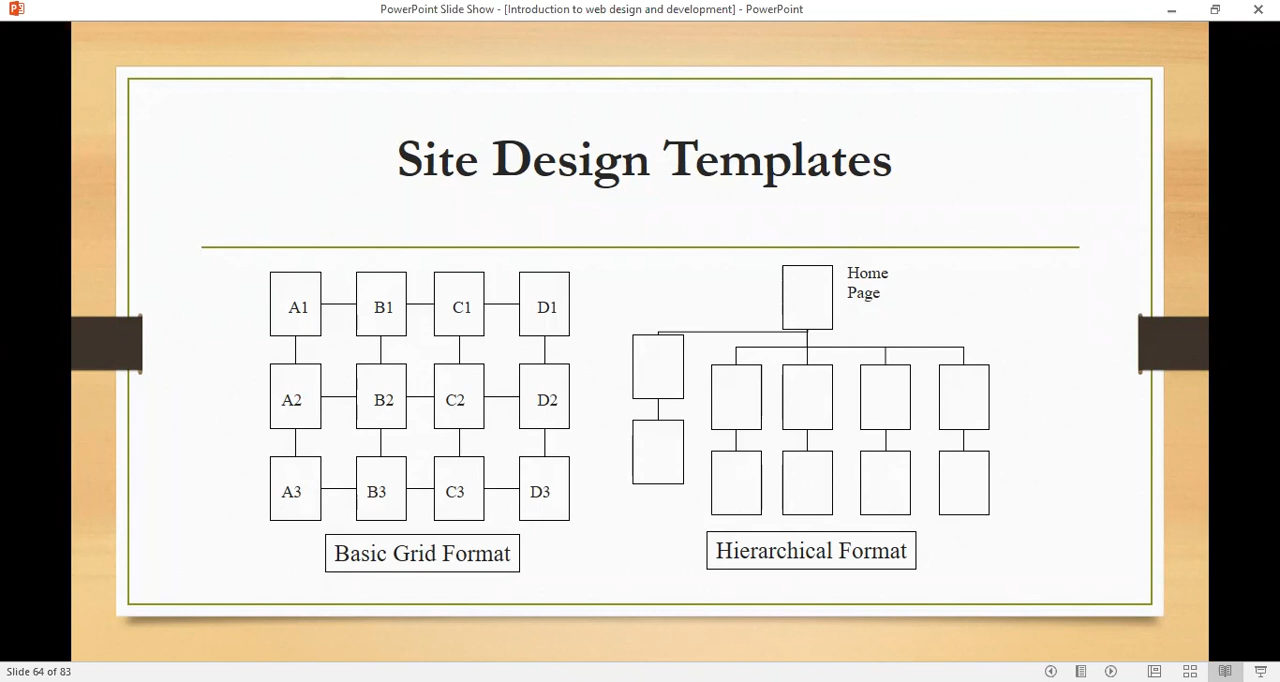 PowerPoint Slide Show - [Introduction to web design and development] - PowerPoint
Site Design Templates
A1 B1 C1 D1
A2 B2 C2 D2
A3 B3 C3 D3
Basic Grid Format
Home
Page
Hierarchical Format
Slide 64 of 83